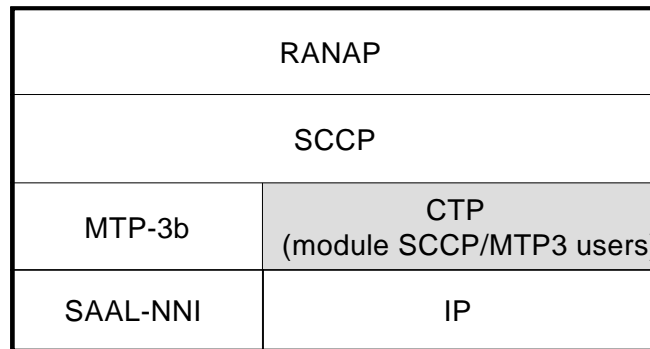 RANAP
SCCP
MTP-3b
CTP
(module SCCP/MTP3 users)
SAAL-NNI
IP